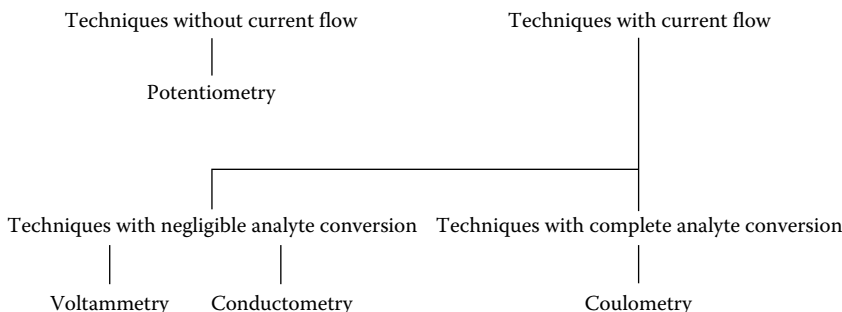 Techniques without current flow
Techniques with current flow
Potentiometry
Techniques with negligible analyte conversion
Techniques with complete analyte conversion
Voltammetry
Conductometry
Coulometry